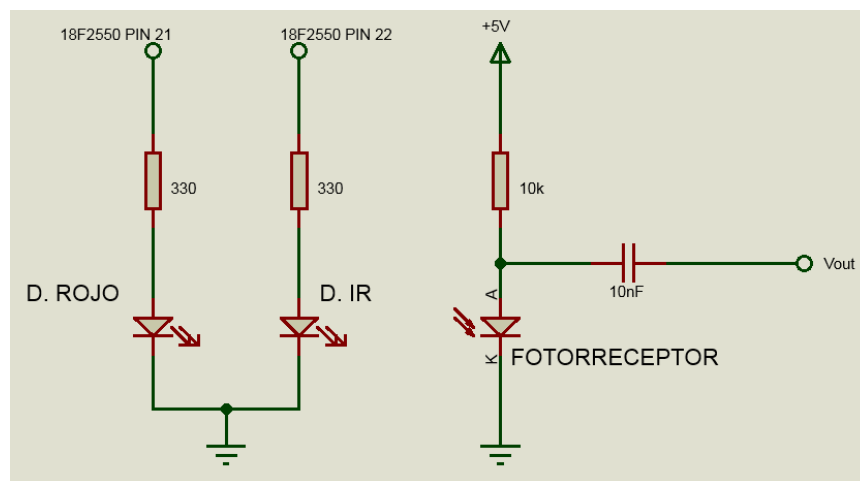 18F2550 PIN 21
18F2550 PIN 22
+5V
330
330
10k
Vout
10nF
D. ROJO
D. IR
A
K
FOTORRECEPTOR